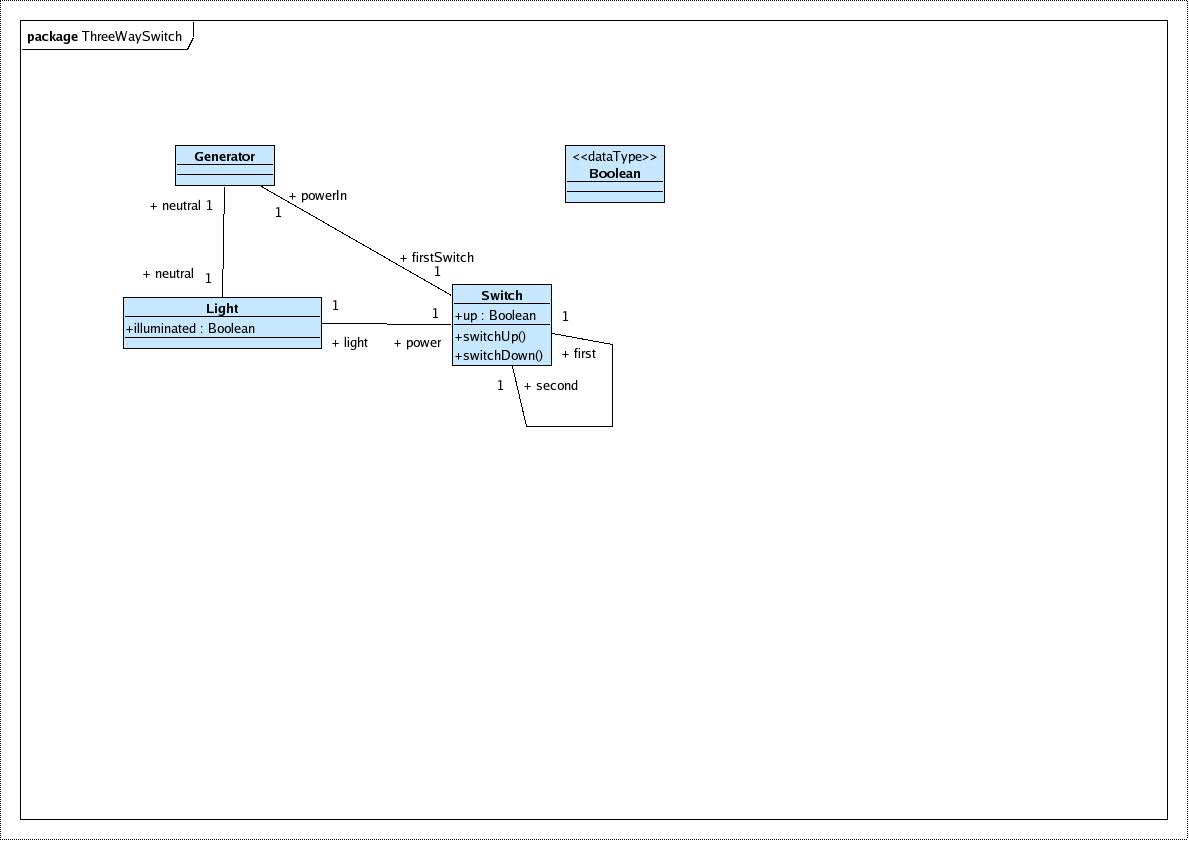 package ThreeWaySwitch
Generator
<<dataType>>
Boolean
+ powerIn
+ neutral 1
1
+ firstSwitch
1
+ neutral 1
Switch
+up : Boolean
+switchUp()
+switchDown()
Light
+illuminated : Boolean
1
1
+ light
+ power
1
+ first
1
+ second